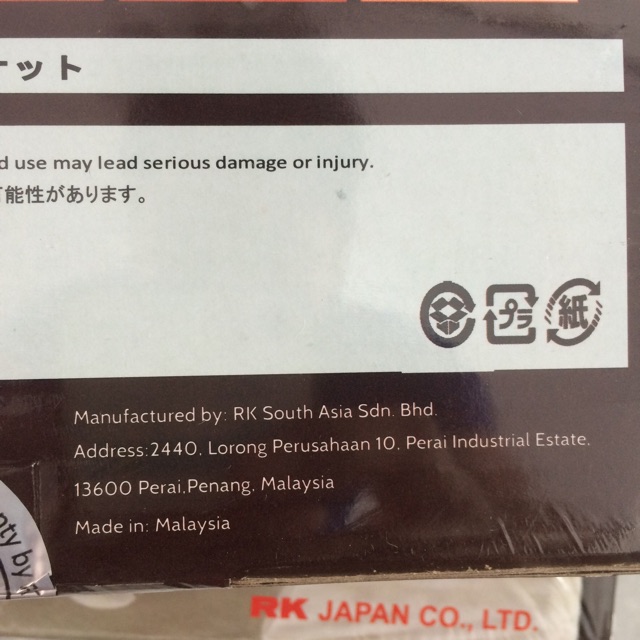 ット
use may lead serious damage or injury.
能性があります。
プラ
紙
Manufactured by: RK South Asia Sdn. Bhd.
Address:2440, Lorong Perusahaan 10, Perai Industrial Estate,
13600 Perai,Penang, Malaysia
Made in: Malaysia
by
RK JAPAN CO., LTD.